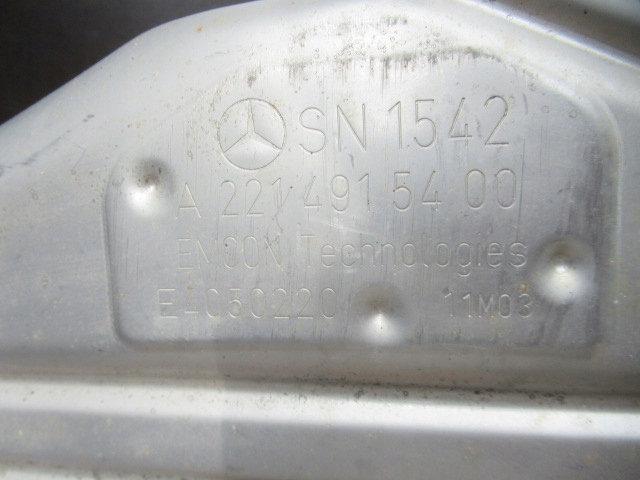 SN 1542
A 221 491 54 00
EMCON Technologies
E4050220 11M03